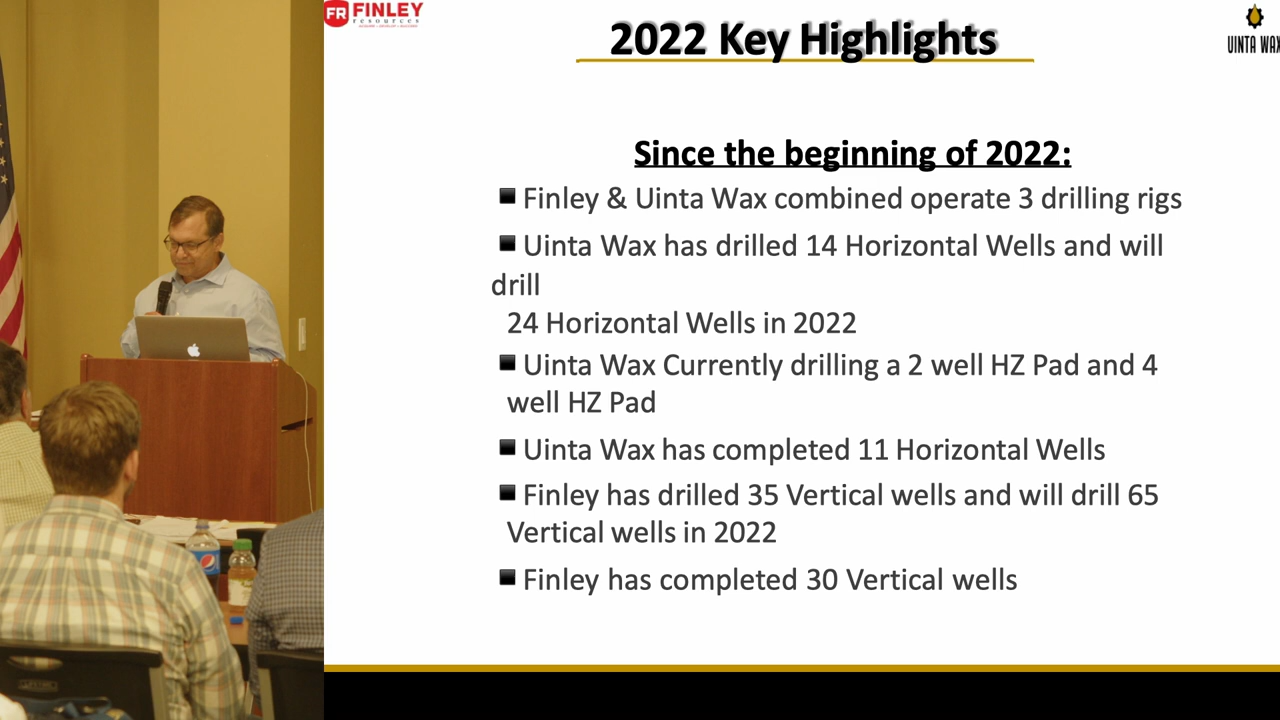 FR FINLEY
resources
2022 Key Highlights
UINTA WAX
Since the beginning of 2022:
Finley & Uinta Wax combined operate 3 drilling rigs
Uinta Wax has drilled 14 Horizontal Wells and will
drill
24 Horizontal Wells in 2022
Uinta Wax Currently drilling a 2 well HZ Pad and 4
well HZ Pad
Uinta Wax has completed 11 Horizontal Wells
Finley has drilled 35 Vertical wells and will drill 65
Vertical wells in 2022
Finley has completed 30 Vertical wells